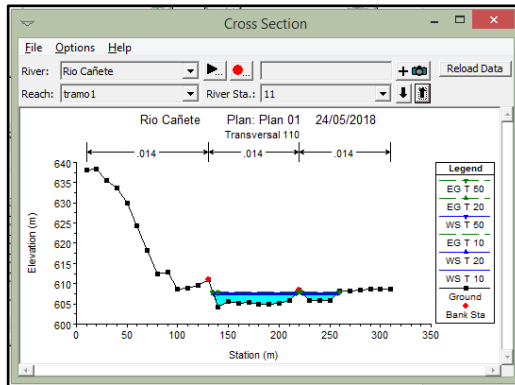 Cross Section
File Options Help
River: Rio Cañete
Reload Data
Reach: tramo1 River Sta.: 11
Rio Cañete Plan: Plan 01 24/05/2018
Transversal 110
.014 .014 .014
640
635
630
625
620
615
610
605
600
Elevation (m)
0 50 100 150 200 250 300 350
Station (m)
Legend
EG T 50
EG T 20
WS T 50
EG T 10
WS T 20
WS T 10
Ground
Bank Sta